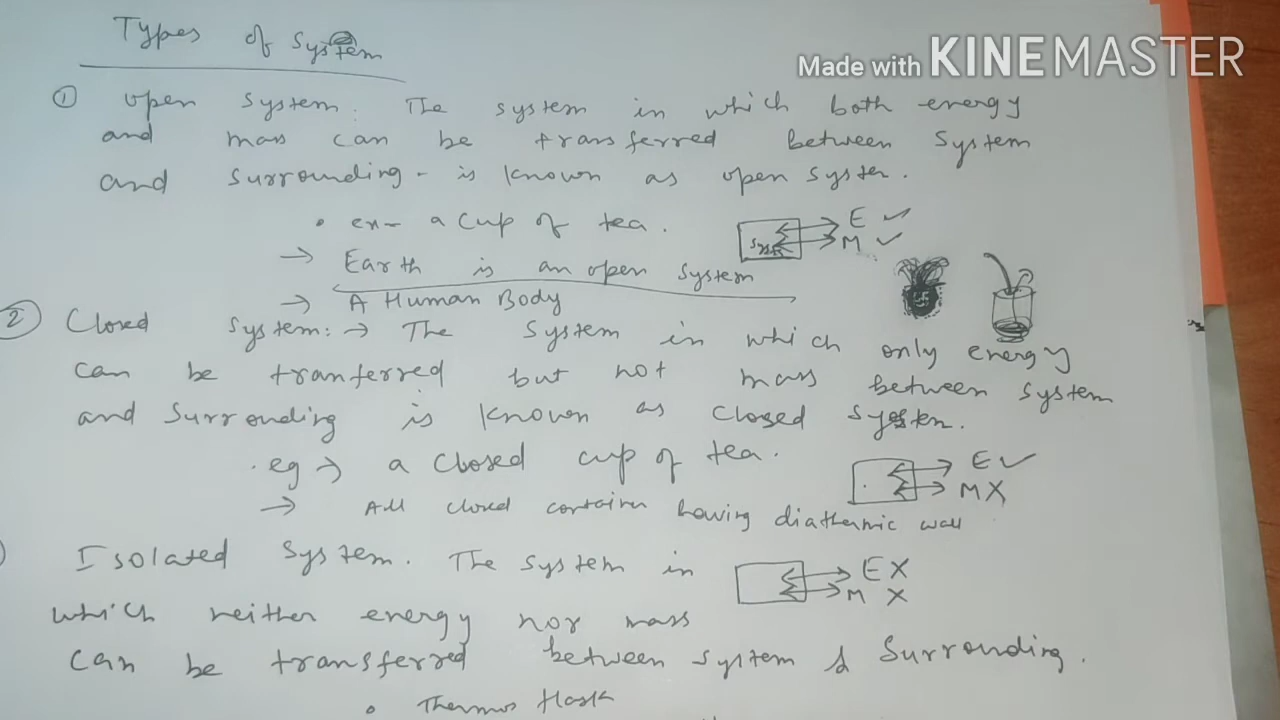 Types of System
Made with KINEMASTER
① open system. The system in which both energy
and mass can be transferred between system
and surrounding - is known as open system.
• ex- a cup of tea.
E ✓
M ✓
→ Earth is an open system
→ A Human Body
② Closed system: → The system in which only energy
can be tranferred but not mass between system
and surrounding is known as closed system.
. eg → a closed cup of tea.
E ✓
M X
→ All closed container having diathermic wall
Isolated system. The system in
E X
M X
which neither energy nor mass
can be transferred between system & surrounding.
• Thermos flask